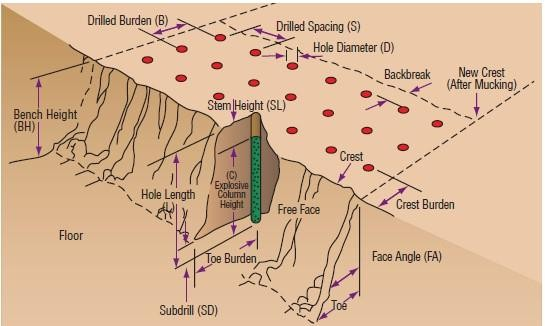 Drilled Burden (B)
Drilled Spacing (S)
Hole Diameter (D)
Backbreak
New Crest
(After Mucking)
Bench Height
(BH)
Stem Height (SL)
Crest
(C)
Explosive
Column
Height
Hole Length
(L)
Free Face
Crest Burden
Floor
Toe Burden
Face Angle (FA)
Subdrill (SD)
Toe